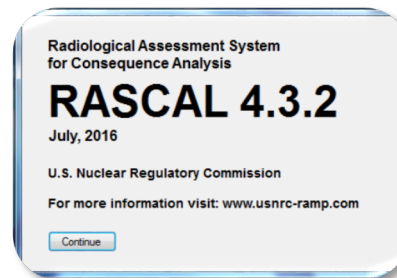 Radiological Assessment System
for Consequence Analysis
RASCAL 4.3.2
July, 2016
U.S. Nuclear Regulatory Commission
For more information visit: www.usnrc-ramp.com
Continue